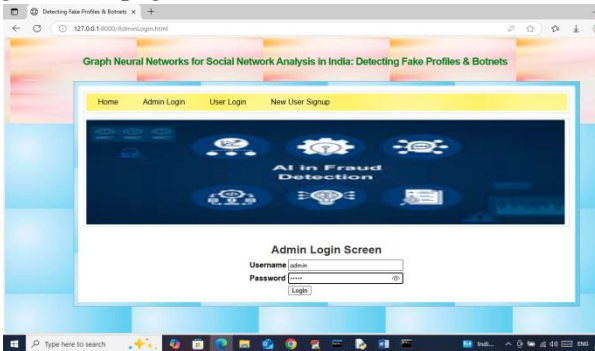 Detecting Fake Profiles & Botnets
127.0.0.1:8000/AdminLogin.html
Graph Neural Networks for Social Network Analysis in India: Detecting Fake Profiles & Botnets
Home Admin Login User Login New User Signup
AI in Fraud
Detection
Admin Login Screen
Username admin
Password •••••
Login
Type here to search Indi... ENG